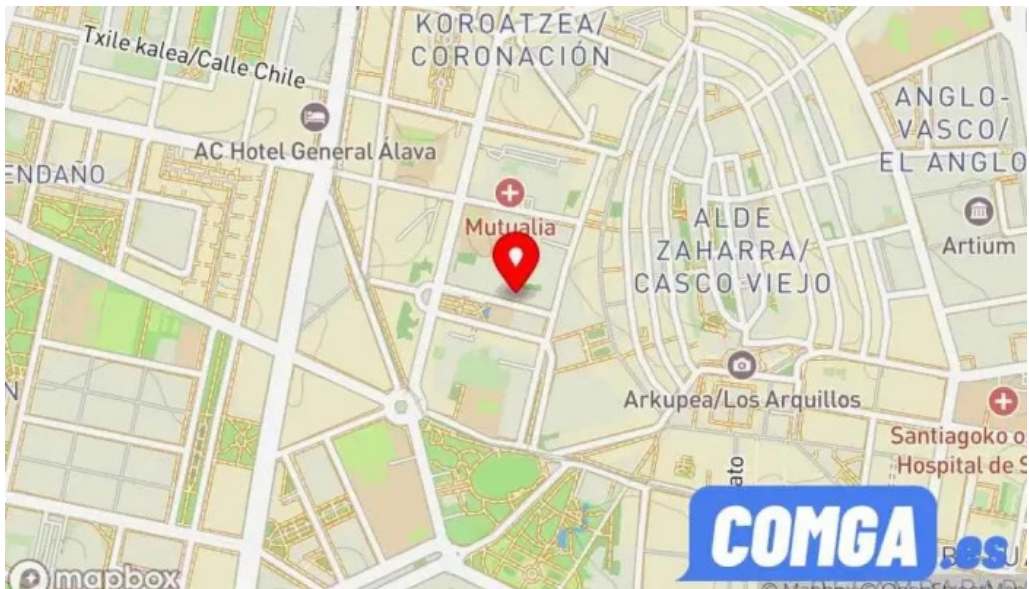 KOROATZEA/
CORONACIÓN
Txile kalea/Calle Chile
ANGLO-
VASCO/
EL ANGLO
AC Hotel General Álava
ENDAÑO
Mutualia
ALDE
ZAHARRA/
CASCO VIEJO
Artium
Arkupea/Los Arquillos
Santiagoko o
Hospital de S
ato
COMGA.es
mapbox